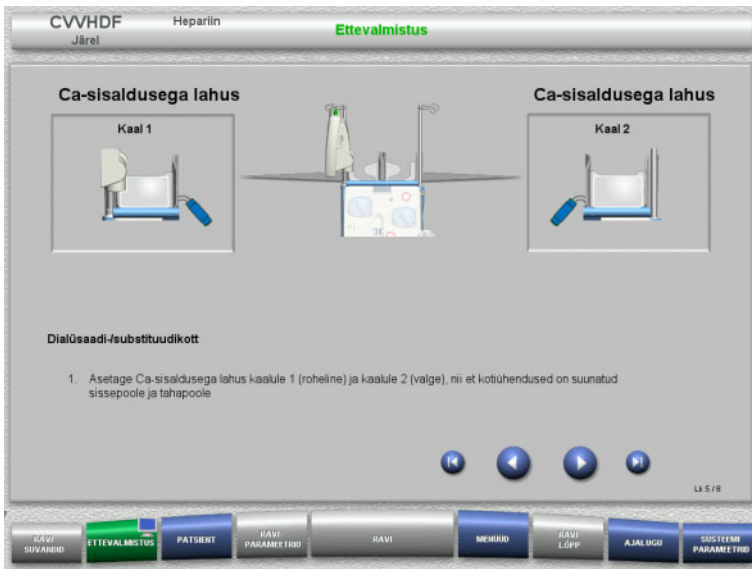 CVVHDF Hepariin
Järel
Ettevalmistus
Ca-sisaldusega lahus
Ca-sisaldusega lahus
Kaal 1
Kaal 2
Dialüsaadi-/substituudikott
1. Asetage Ca-sisaldusega lahus kaalule 1 (roheline) ja kaalule 2 (valge), nii et kotiühendused on suunatud
sissepoole ja tahapoole
Lk 5 / 8
RAVI
SUVANDID
ETTEVALMISTUS
PATSIENT
RAVI
PARAMEETRID
RAVI
MENÜÜD
RAVI
LÕPP
AJALUGU
SÜSTEEMI
PARAMEETRID